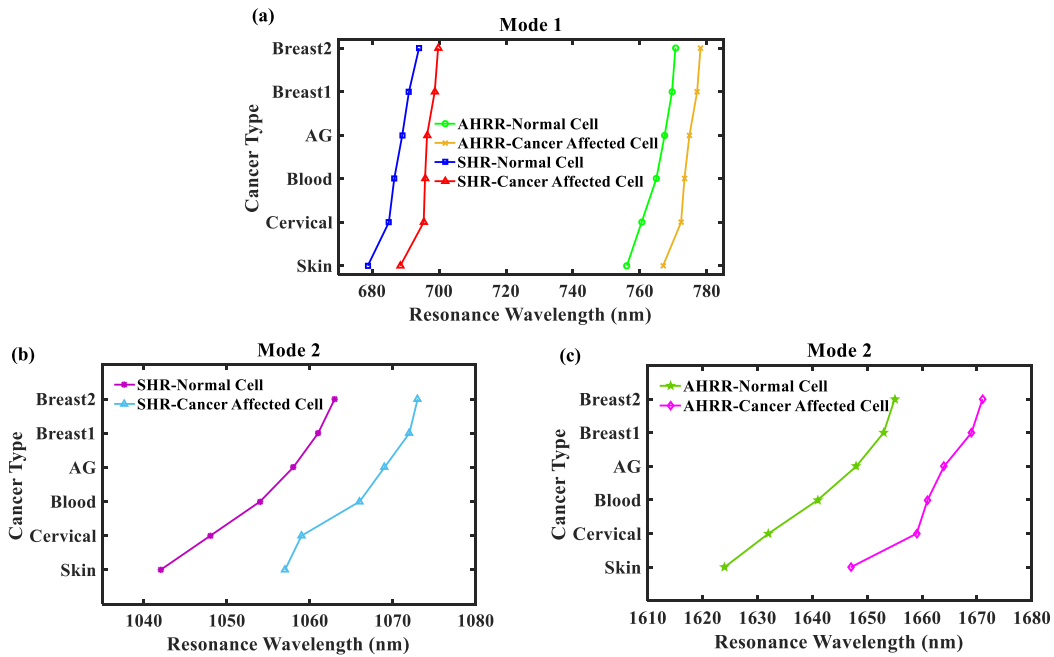 (a)
Mode 1
Breast2
Breast1
AG
Blood
Cervical
Skin
Cancer Type
AHRR-Normal Cell
AHRR-Cancer Affected Cell
SHR-Normal Cell
SHR-Cancer Affected Cell
680 700 720 740 760 780
Resonance Wavelength (nm)
(b)
Mode 2
SHR-Normal Cell
SHR-Cancer Affected Cell
Breast2
Breast1
AG
Blood
Cervical
Skin
Cancer Type
1040 1050 1060 1070 1080
Resonance Wavelength (nm)
(c)
Mode 2
AHRR-Normal Cell
AHRR-Cancer Affected Cell
Breast2
Breast1
AG
Blood
Cervical
Skin
Cancer Type
1610 1620 1630 1640 1650 1660 1670 1680
Resonance Wavelength (nm)